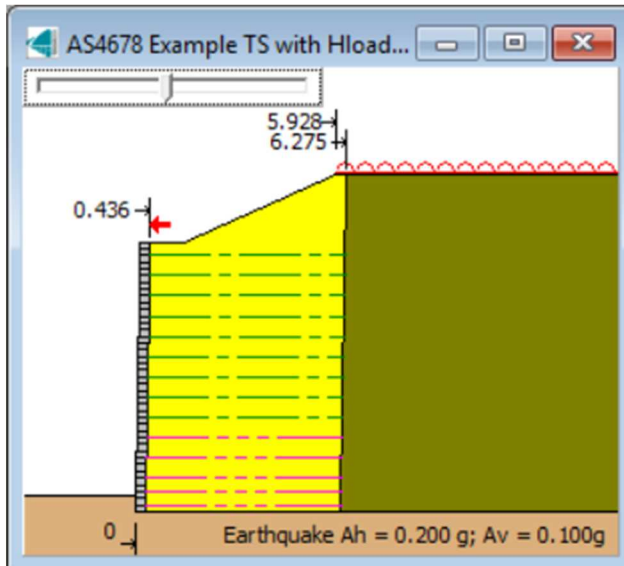 AS4678 Example TS with Hload...
5.928
6.275
0.436
0
Earthquake Ah = 0.200 g; Av = 0.100g